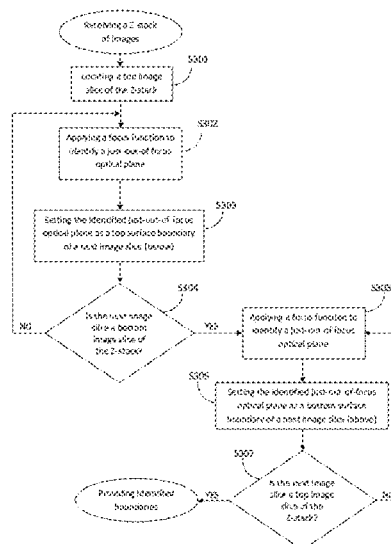 Receiving a Z-stack
of images
S301
Locating a top image
slice of the Z-stack
S302
Applying a focus function to
identify a just-out-of focus
optical plane
S303
Setting the identified just-out-of-focus
optical plane as a top surface boundary
of a next image slice (below)
S304
Is the next image
slice a bottom
image slice of
the Z-stack?
NO
YES
S305
Applying a focus function to
identify a just-out-of-focus
optical plane
S306
Setting the identified just-out-of-focus
optical plane as a bottom surface
boundary of a next image slice (above)
S307
Is the next image
slice a top image
slice of the
Z-stack?
YES
NO
Providing identified
boundaries